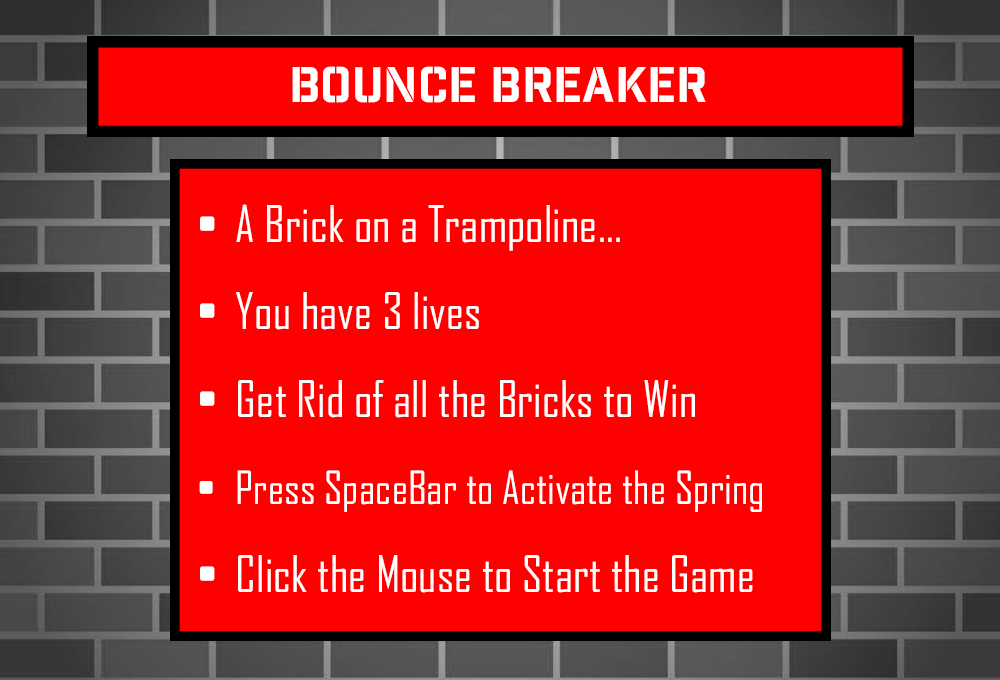 BOUNCE BREAKER
▪ A Brick on a Trampoline...
▪ You have 3 lives
▪ Get Rid of all the Bricks to Win
▪ Press SpaceBar to Activate the Spring
▪ Click the Mouse to Start the Game